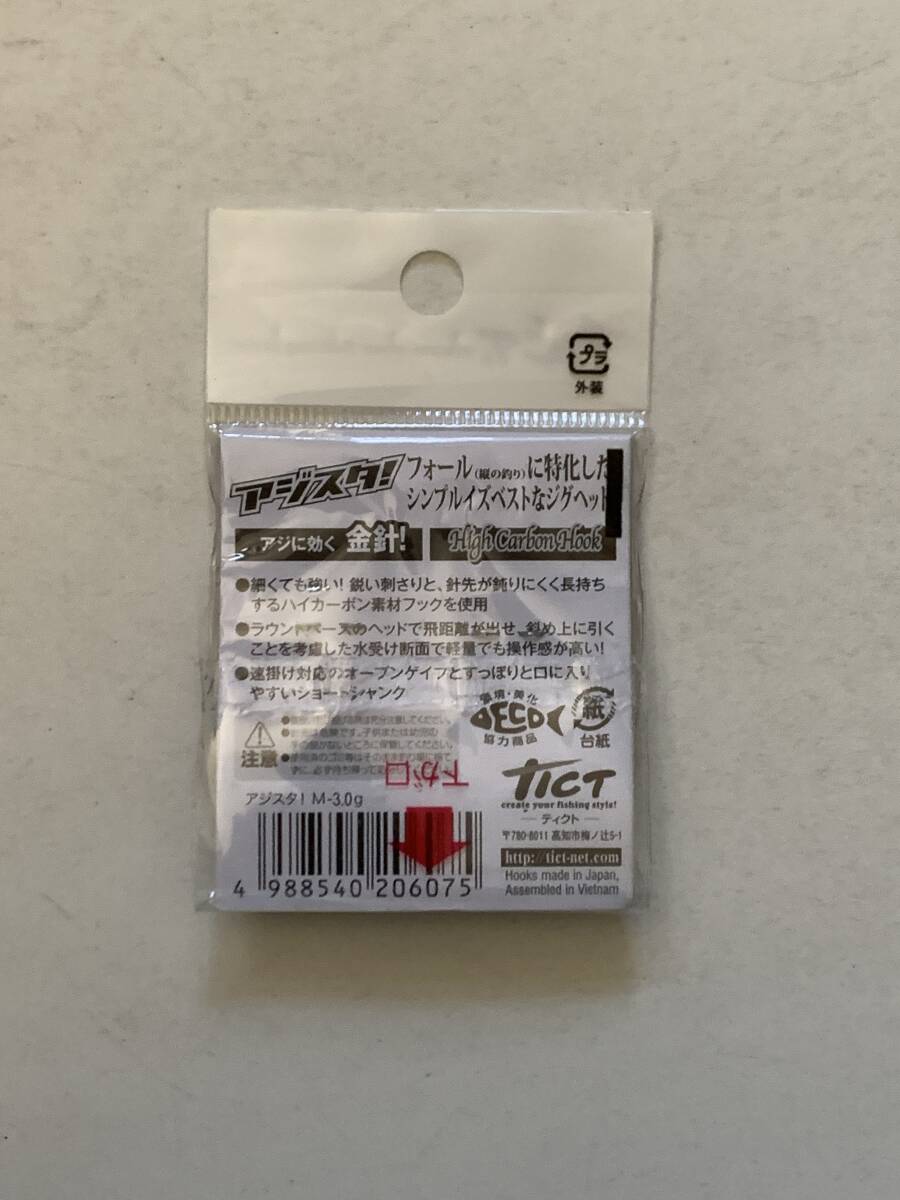 プラ
外装
アジスタ!
フォール(縦の釣り)に特化した
シンプルイズベストなジグヘッド
アジに効く 金針!
High Carbon Hook
●細くても強い! 鋭い刺さりと、針先が鈍りにくく長持ち
するハイカーボン素材フックを使用
●ラウンドベースのヘッドで飛距離が出せ、斜め上に引く
ことを考慮した水受け断面で軽量でも操作感が高い!
●速掛け対応のオープンゲイプとすっぽりと口に入り
やすいショートシャンク
注意
環境・美化
DECO
協力商品
紙
台紙
下が口
アジスタ! M-3.0g
4 988540 206075
TICT
create your fishing style!
ティクト
〒780-8011 高知市梅ノ辻5-1
http://tict-net.com
Hooks made in Japan,
Assembled in Vietnam